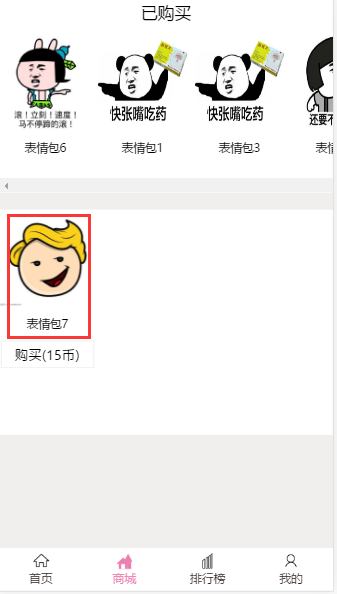 已购买
滚！立刻！速度！
马不停蹄的滚！
快张嘴吃药
快张嘴吃药
还要不
表情包6
表情包1
表情包3
表情
表情包7
购买(15币)
首页
商城
排行榜
我的